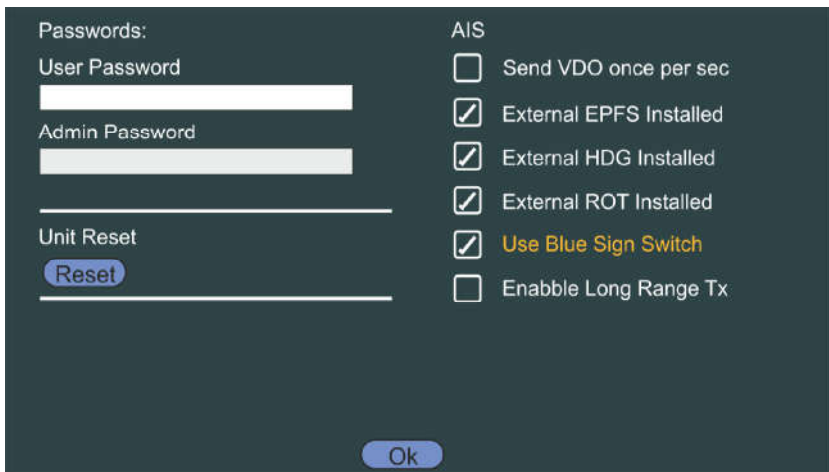 Passwords:
User Password
Admin Password
Unit Reset
Reset
AIS
Send VDO once per sec
External EPFS Installed
External HDG Installed
External ROT Installed
Use Blue Sign Switch
Enabble Long Range Tx
Ok